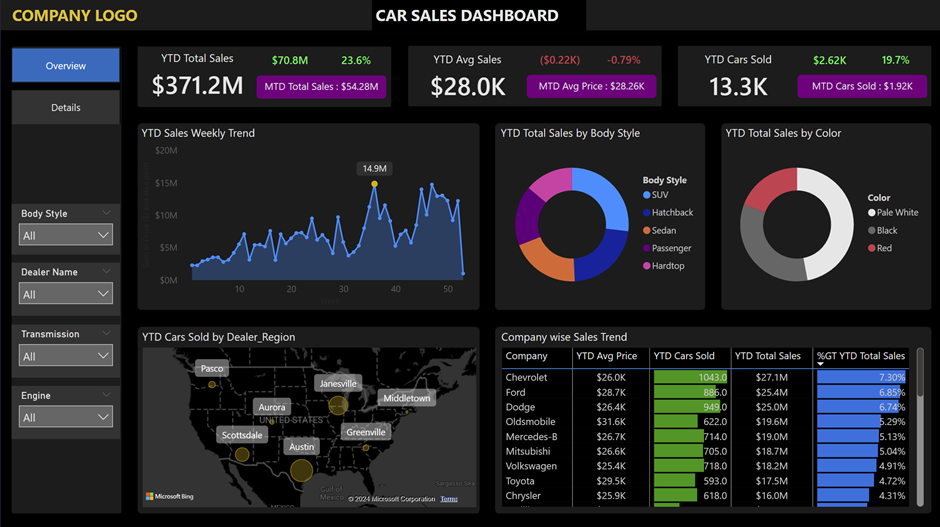 COMPANY LOGO
CAR SALES DASHBOARD
Overview
Details
Body Style
All
Dealer Name
All
Transmission
All
Engine
All
YTD Total Sales
$70.8M 23.6%
$371.2M
MTD Total Sales : $54.28M
YTD Avg Sales
($0.22K) -0.79%
$28.0K
MTD Avg Price : $28.26K
YTD Cars Sold
$2.62K 19.7%
13.3K
MTD Cars Sold : $1.92K
YTD Sales Weekly Trend
$20M
$15M
$10M
$5M
$0M
14.9M
10 20 30 40 50
YTD Total Sales by Body Style
Body Style
SUV
Hatchback
Sedan
Passenger
Hardtop
YTD Total Sales by Color
Color
Pale White
Black
Red
YTD Cars Sold by Dealer_Region
Pasco
Janesville
Middletown
Aurora
UNITED STATES
Scottsdale
Greenville
Austin
Gulf of
Mexico
Sargasso Sea
MEXICO
Microsoft Bing
© 2024 Microsoft Corporation Terms
Company wise Sales Trend
Company YTD Avg Price YTD Cars Sold YTD Total Sales %GT YTD Total Sales
Chevrolet $26.0K 1043.0 $27.1M 7.30%
Ford $28.7K 886.0 $25.4M 6.85%
Dodge $26.4K 949.0 $25.0M 6.74%
Oldsmobile $31.6K 622.0 $19.6M 5.29%
Mercedes-B $26.7K 714.0 $19.0M 5.13%
Mitsubishi $26.6K 705.0 $18.7M 5.04%
Volkswagen $25.4K 718.0 $18.2M 4.91%
Toyota $29.5K 593.0 $17.5M 4.72%
Chrysler $25.9K 618.0 $16.0M 4.31%